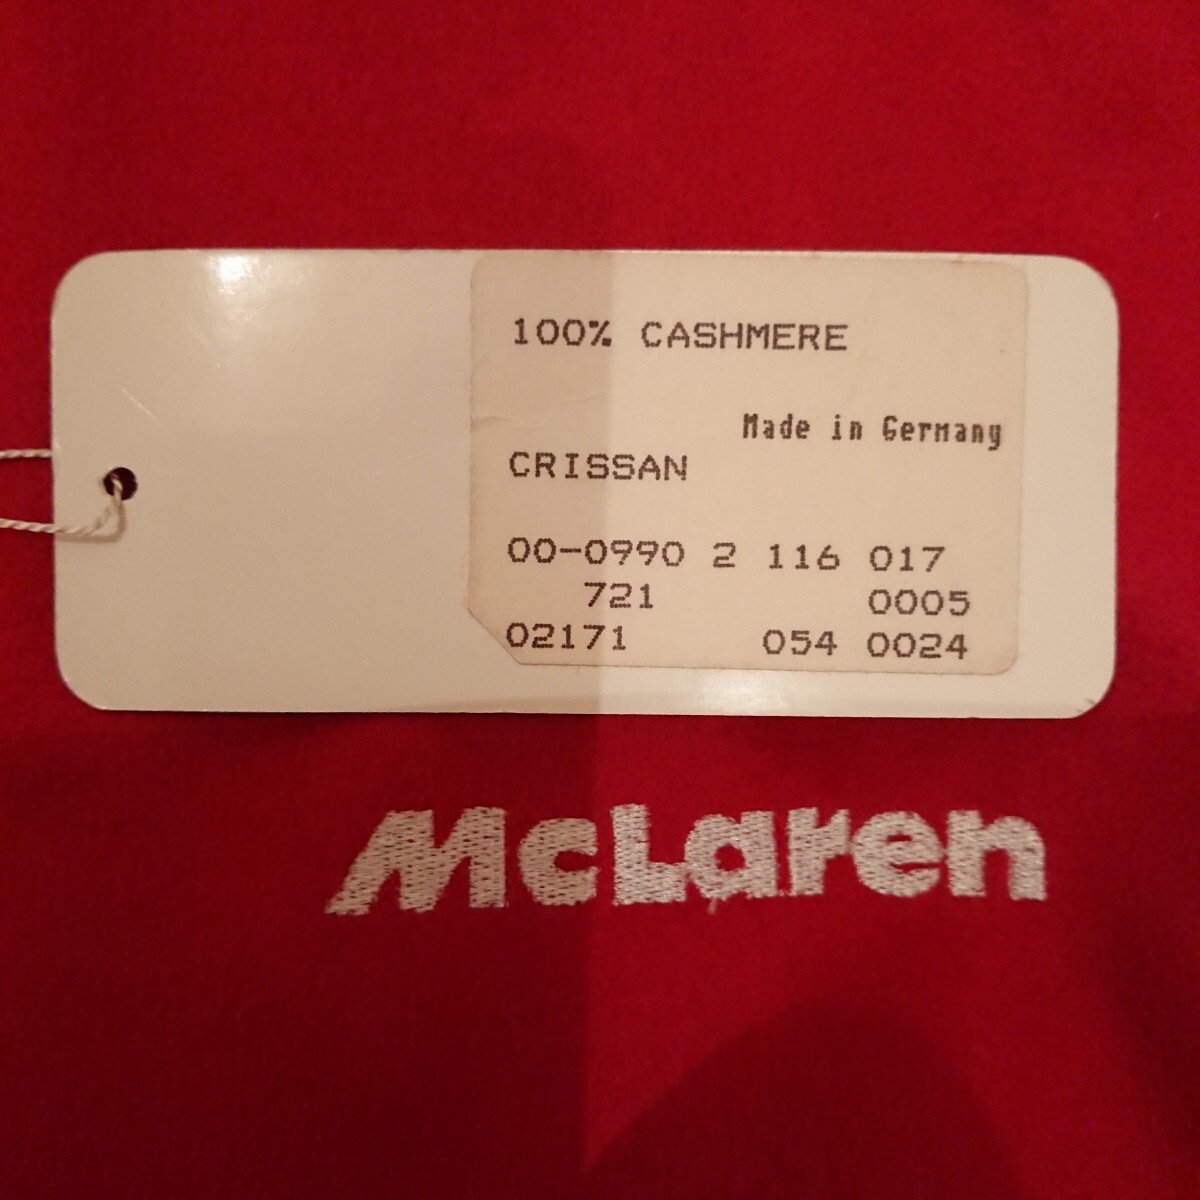 100% CASHMERE
Made in Germany
CRISSAN
00-0990 2 116 017
721 0005
02171 054 0024
McLaren